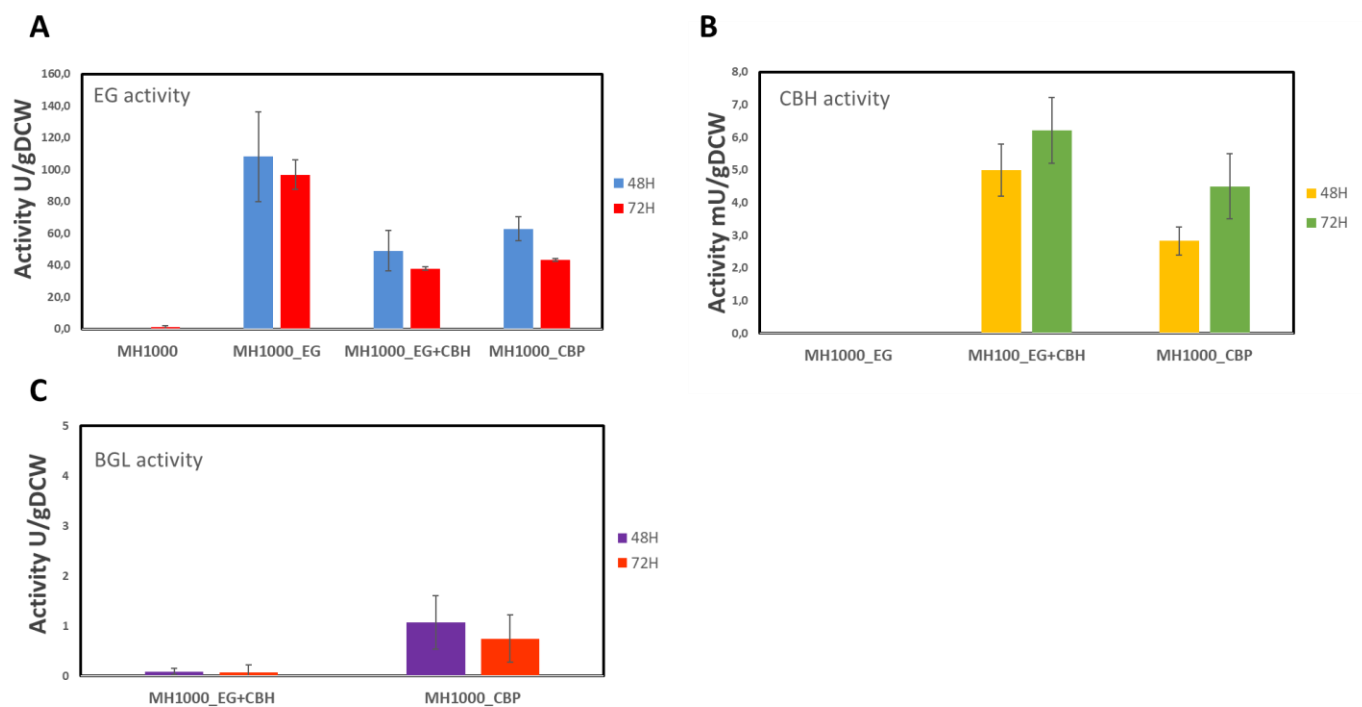 A
Activity U/gDCW
160,0
140,0
120,0
100,0
80,0
60,0
40,0
20,0
0,0
EG activity
48H
72H
MH1000 MH1000_EG MH1000_EG+CBH MH1000_CBP
B
Activity mU/gDCW
8,0
7,0
6,0
5,0
4,0
3,0
2,0
1,0
0,0
CBH activity
48H
72H
MH1000_EG MH100_EG+CBH MH1000_CBP
C
Activity U/gDCW
5
4
3
2
1
0
BGL activity
48H
72H
MH1000_EG+CBH MH1000_CBP